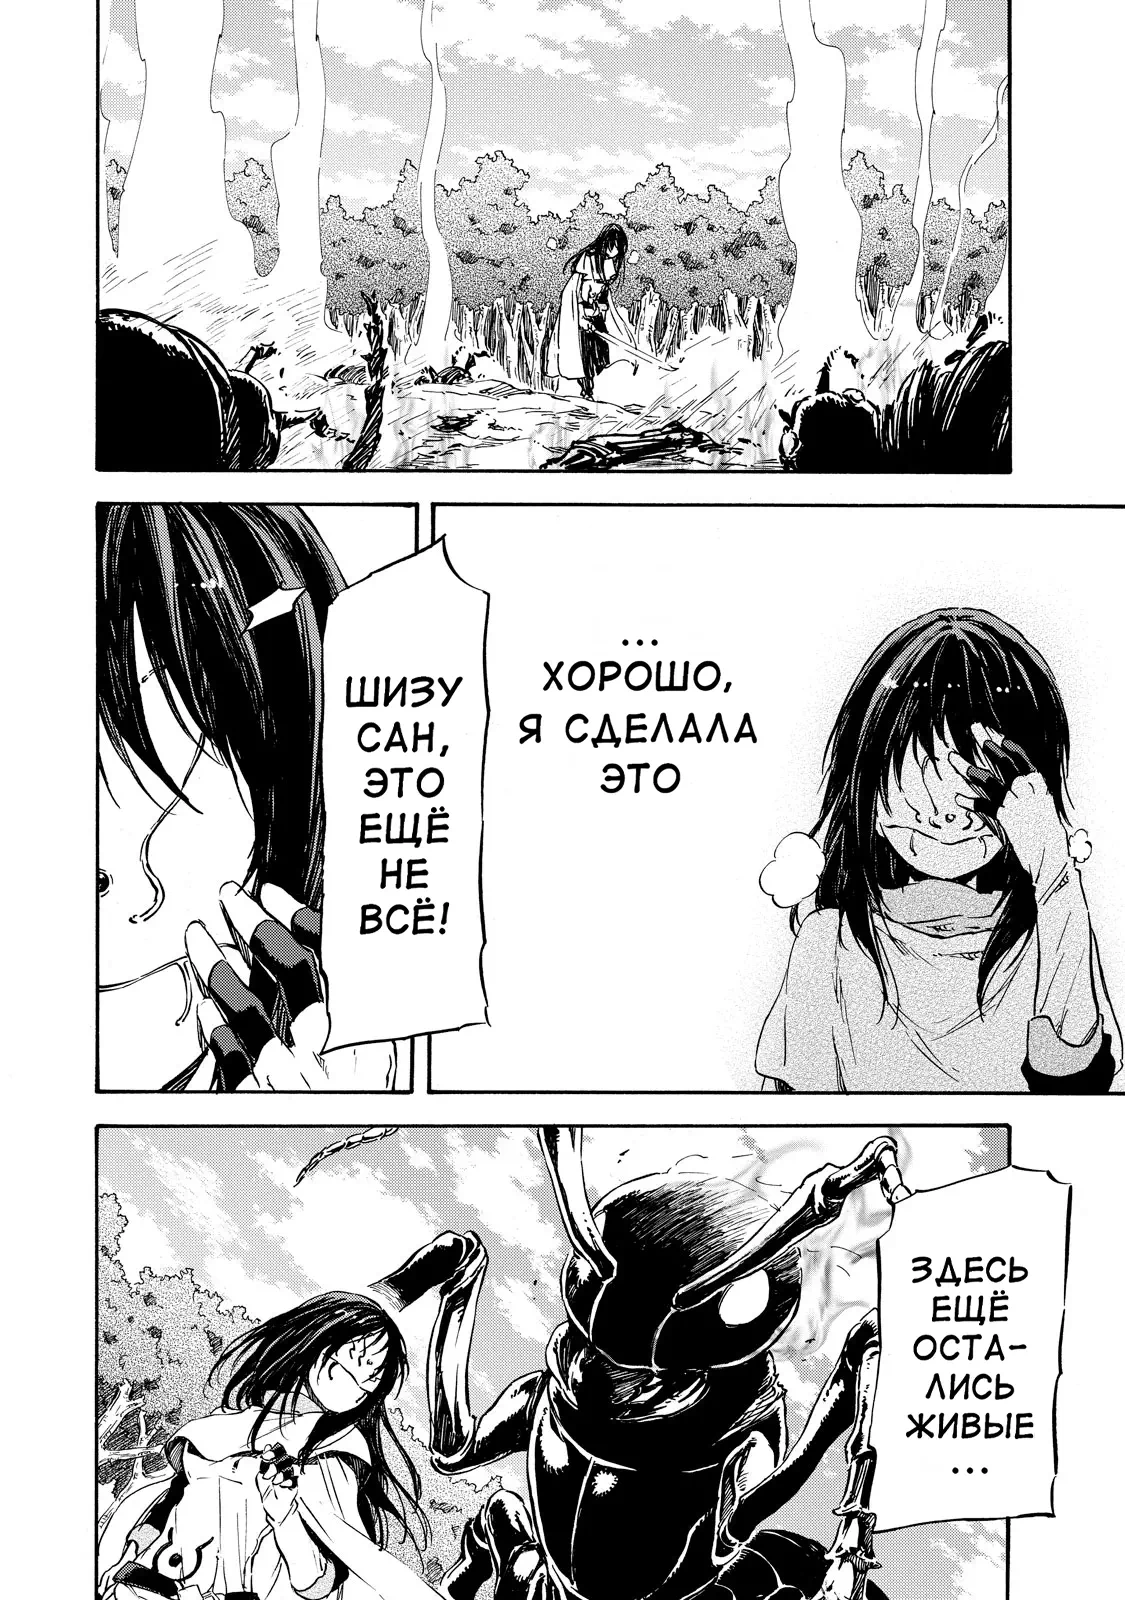 ...
ХОРОШО,
Я СДЕЛАЛА
ЭТО
ШИЗУ
САН,
ЭТО
ЕЩЁ
НЕ
ВСЁ!
ЗДЕСЬ
ЕЩЁ
ОСТА-
ЛИСЬ
ЖИВЫЕ
...